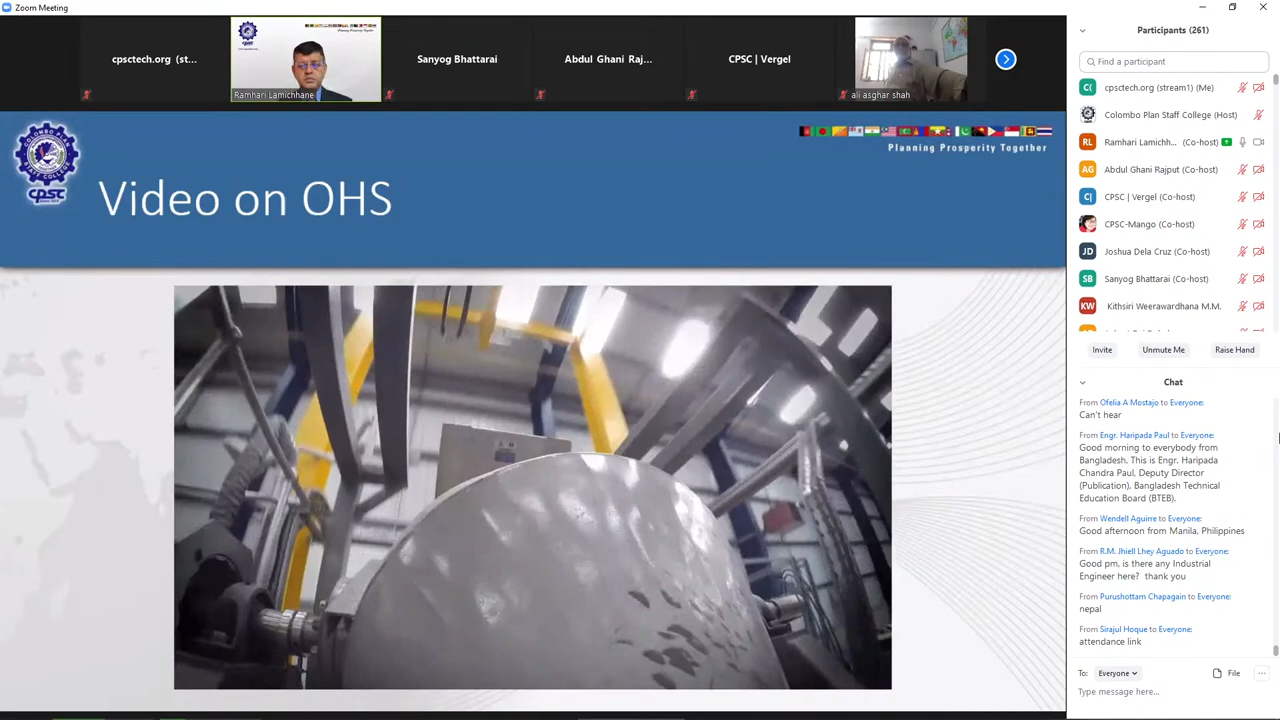 Zoom Meeting
cpsctech.org (st...
Ramhari Lamichhane
Sanyog Bhattarai
Abdul Ghani Raj...
CPSC | Vergel
ali asghar shah
Planning Prosperity Together
CPSC
Video on OHS
Participants (261)
Find a participant
C( cpsctech.org (stream1) (Me)
Colombo Plan Staff College (Host)
RL Ramhari Lamichh... (Co-host)
AG Abdul Ghani Rajput (Co-host)
C| CPSC | Vergel (Co-host)
CPSC-Mango (Co-host)
JD Joshua Dela Cruz (Co-host)
SB Sanyog Bhattarai (Co-host)
KW Kithsiri Weerawardhana M.M.
Invite
Unmute Me
Raise Hand
Chat
From Ofelia A Mostajo to Everyone:
Can't hear
From Engr. Haripada Paul to Everyone:
Good morning to everybody from
Bangladesh. This is Engr. Haripada
Chandra Paul, Deputy Director
(Publication), Bangladesh Technical
Education Board (BTEB).
From Wendell Aguirre to Everyone:
Good afternoon from Manila, Philippines
From R.M. Jhiell Lhey Aguado to Everyone:
Good pm, is there any Industrial
Engineer here? thank you
From Purushottam Chapagain to Everyone:
nepal
From Sirajul Hoque to Everyone:
attendance link
To: Everyone
File
Type message here...